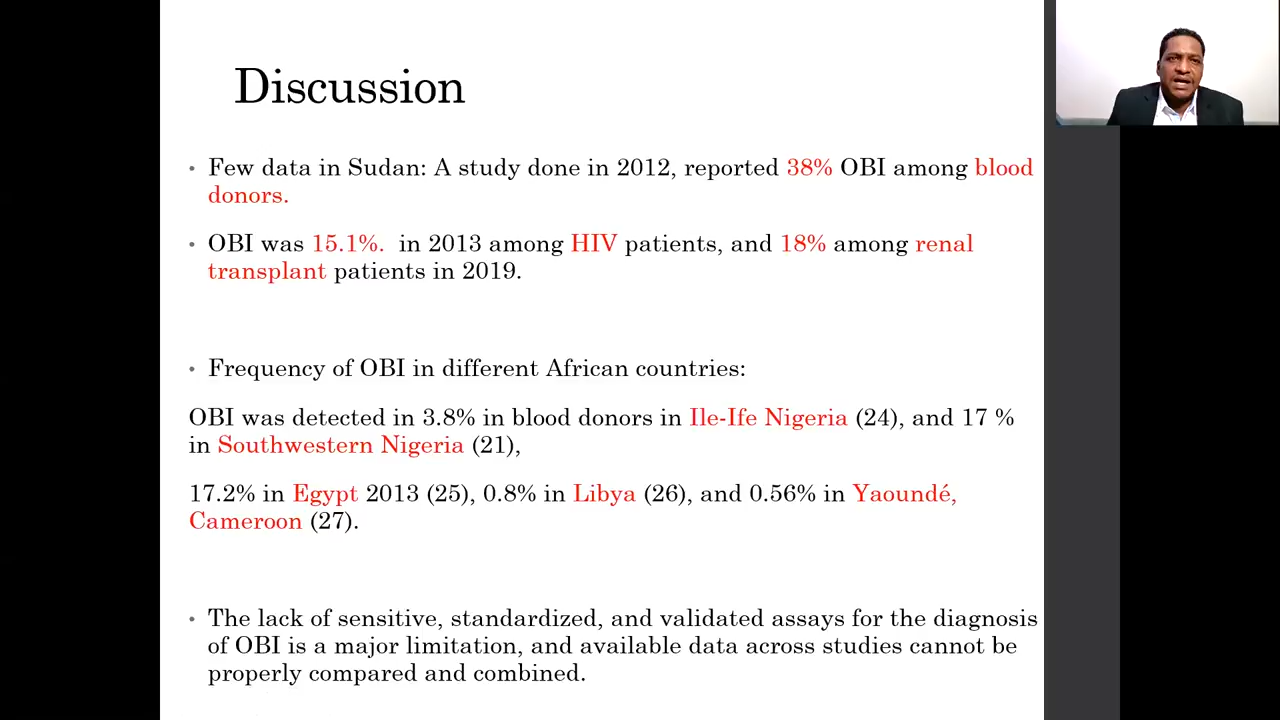 Discussion
• Few data in Sudan: A study done in 2012, reported 38% OBI among blood
donors.
• OBI was 15.1%.  in 2013 among HIV patients, and 18% among renal
transplant patients in 2019.
• Frequency of OBI in different African countries:
OBI was detected in 3.8% in blood donors in Ile-Ife Nigeria (24), and 17 %
in Southwestern Nigeria (21),
17.2% in Egypt 2013 (25), 0.8% in Libya (26), and 0.56% in Yaoundé,
Cameroon (27).
• The lack of sensitive, standardized, and validated assays for the diagnosis
of OBI is a major limitation, and available data across studies cannot be
properly compared and combined.